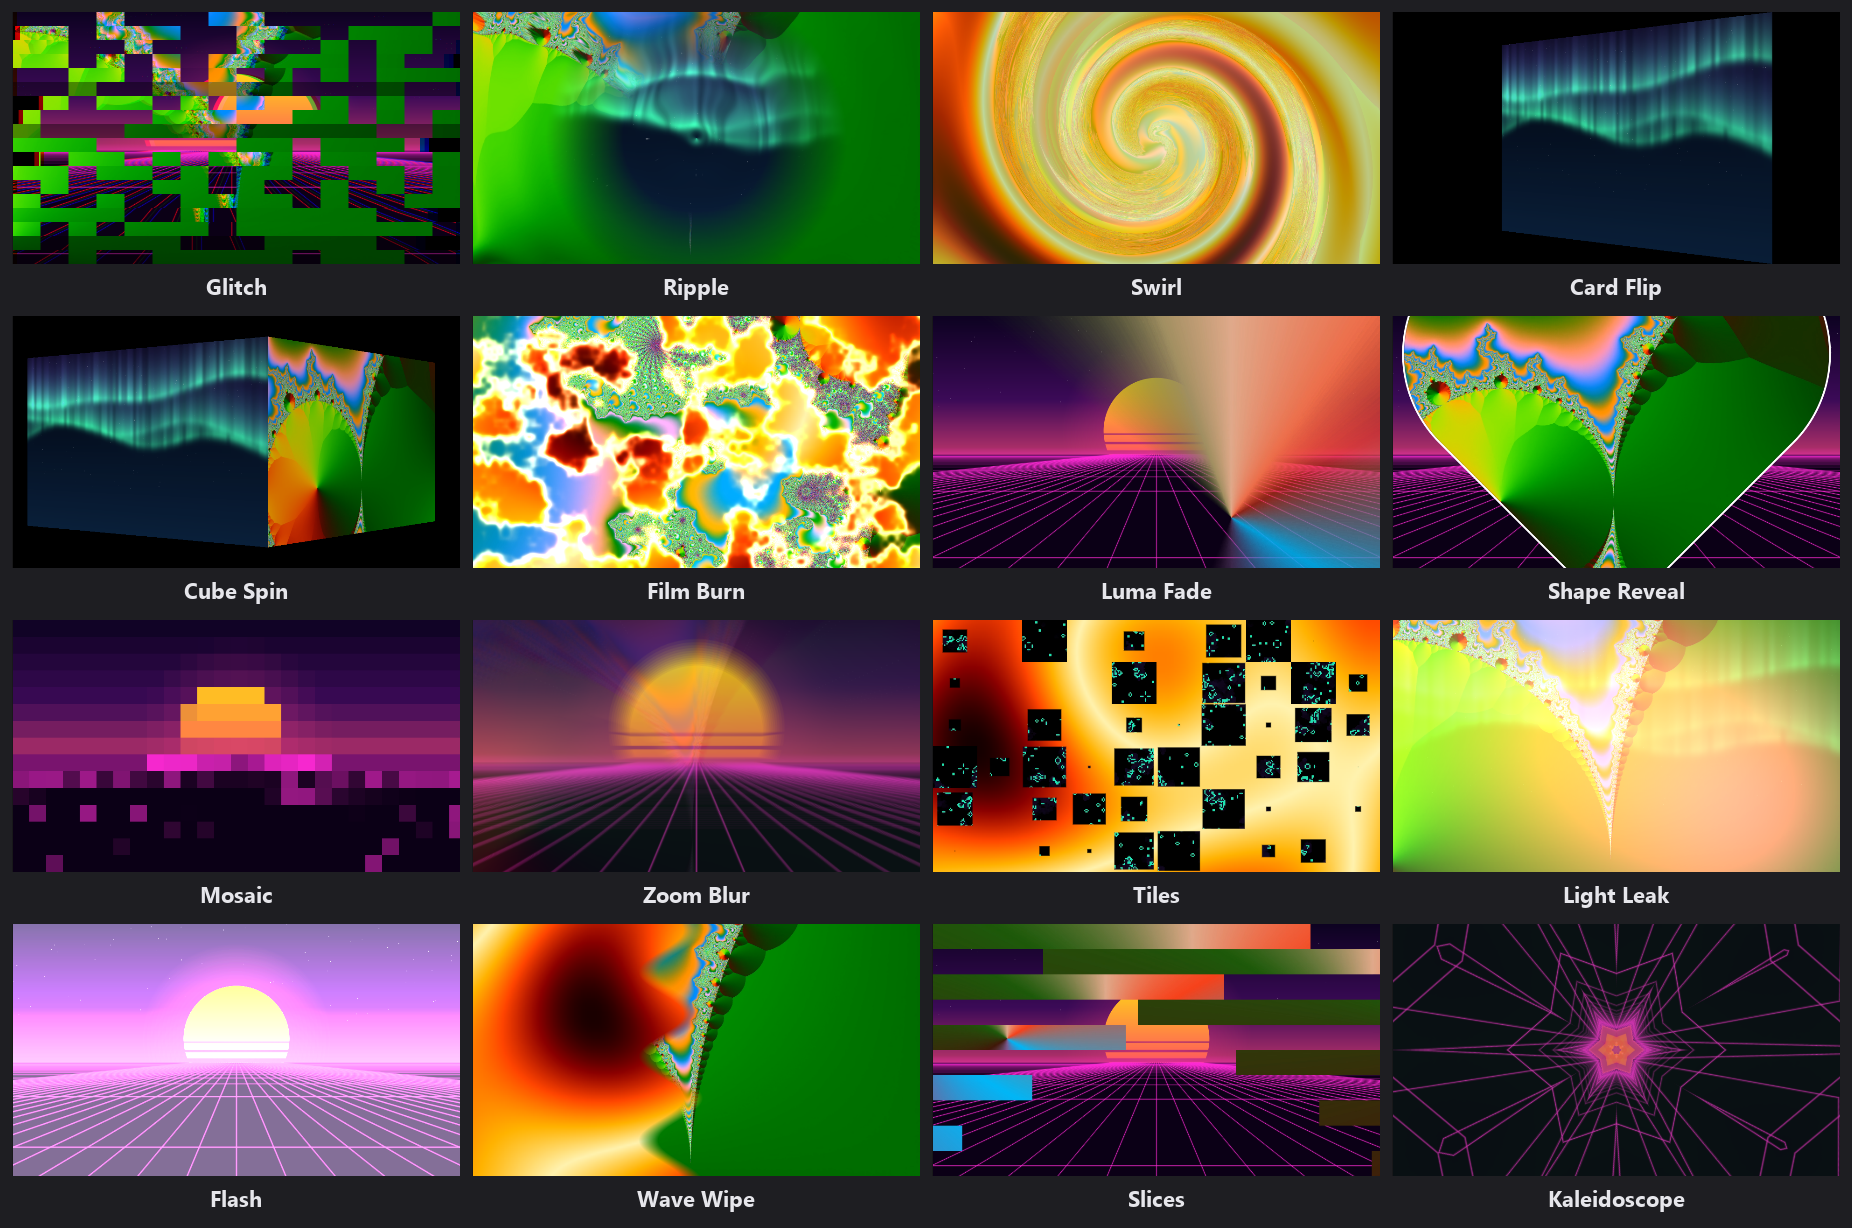 Glitch
Ripple
Swirl
Card Flip
Cube Spin
Film Burn
Luma Fade
Shape Reveal
Mosaic
Zoom Blur
Tiles
Light Leak
Flash
Wave Wipe
Slices
Kaleidoscope